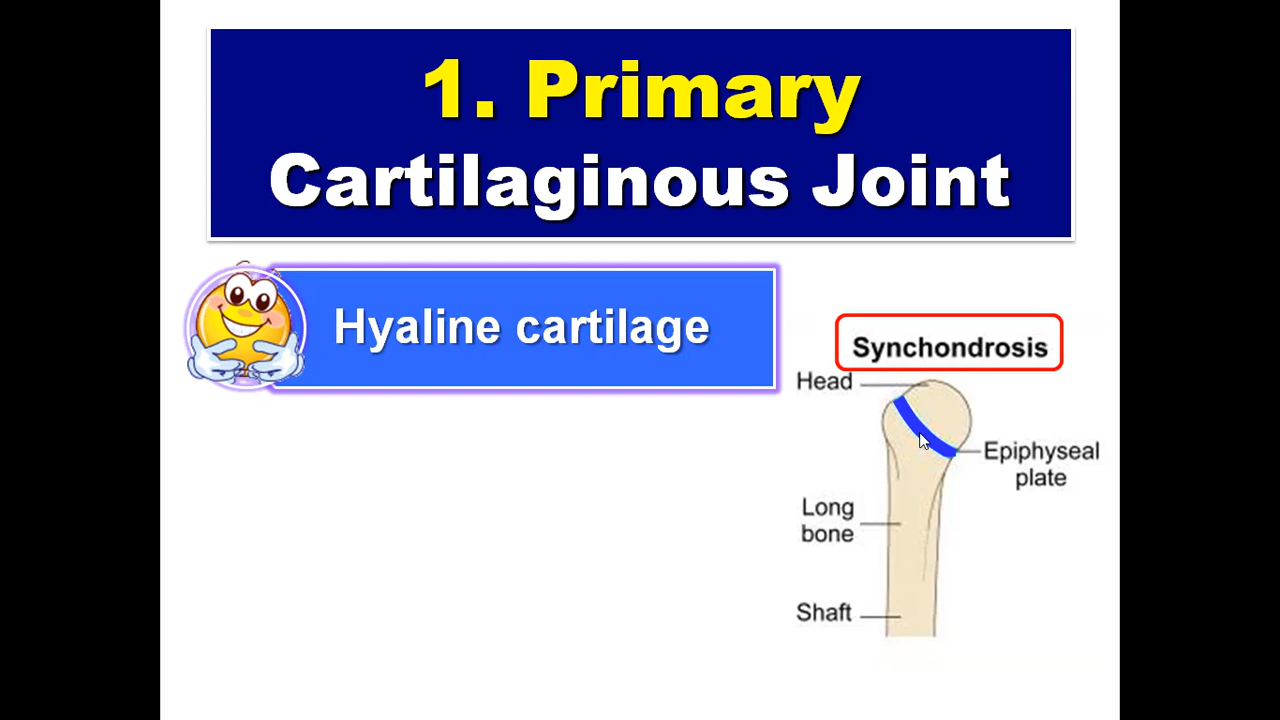 1. Primary
Cartilaginous Joint
Hyaline cartilage
Synchondrosis
Head
Epiphyseal
plate
Long
bone
Shaft